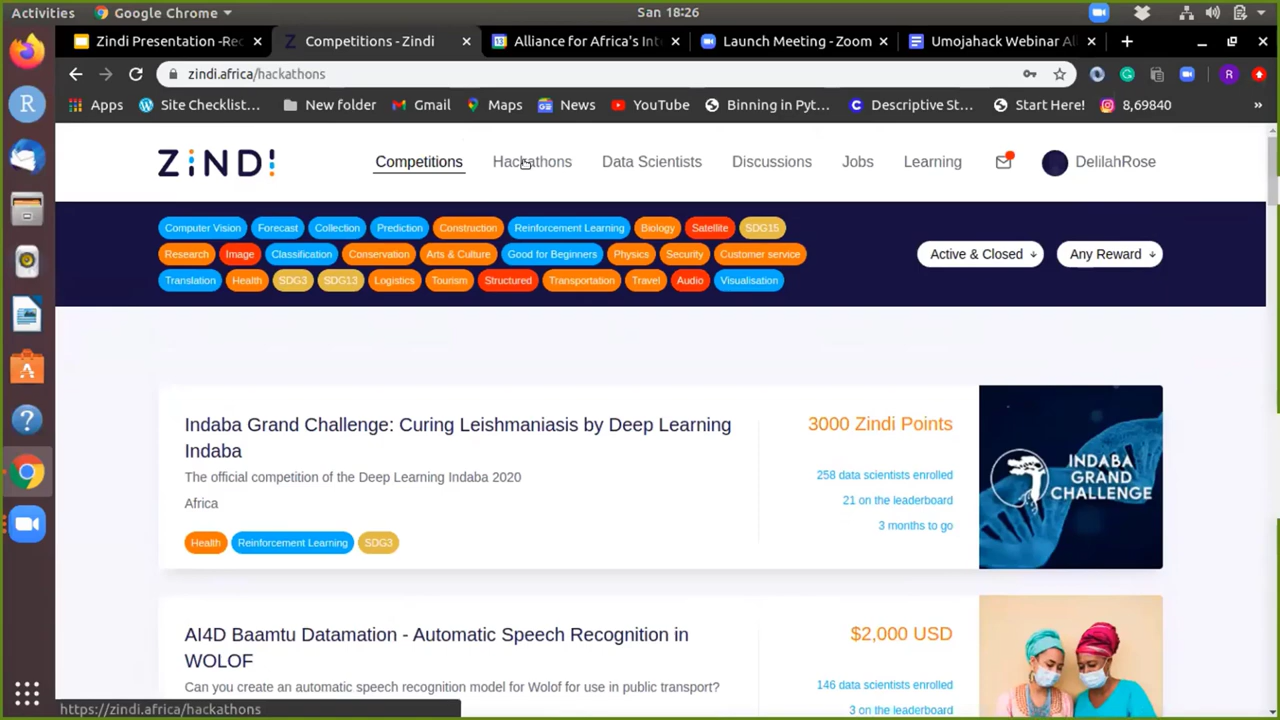 Activities Google Chrome San 18:26
Zindi Presentation -Rec Competitions - Zindi Alliance for Africa's Int Launch Meeting - Zoom Umojahack Webinar A
zindi.africa/hackathons R
Apps Site Checklist... New folder Gmail Maps News YouTube Binning in Pyt... Descriptive St... Start Here! 8,69840 »
ZINDI Competitions Hackathons Data Scientists Discussions Jobs Learning DelilahRose
Computer Vision Forecast Collection Prediction Construction Reinforcement Learning Biology Satellite SDG15
Research Image Classification Conservation Arts & Culture Good for Beginners Physics Security Customer service Active & Closed Any Reward
Translation Health SDG3 SDG13 Logistics Tourism Structured Transportation Travel Audio Visualisation
Indaba Grand Challenge: Curing Leishmaniasis by Deep Learning
Indaba
3000 Zindi Points
The official competition of the Deep Learning Indaba 2020
258 data scientists enrolled
Africa
21 on the leaderboard
3 months to go
Health Reinforcement Learning SDG3
INDABA
GRAND
CHALLENGE
AI4D Baamtu Datamation - Automatic Speech Recognition in
WOLOF
$2,000 USD
Can you create an automatic speech recognition model for Wolof for use in public transport?
146 data scientists enrolled
3 on the leaderboard
https://zindi.africa/hackathons